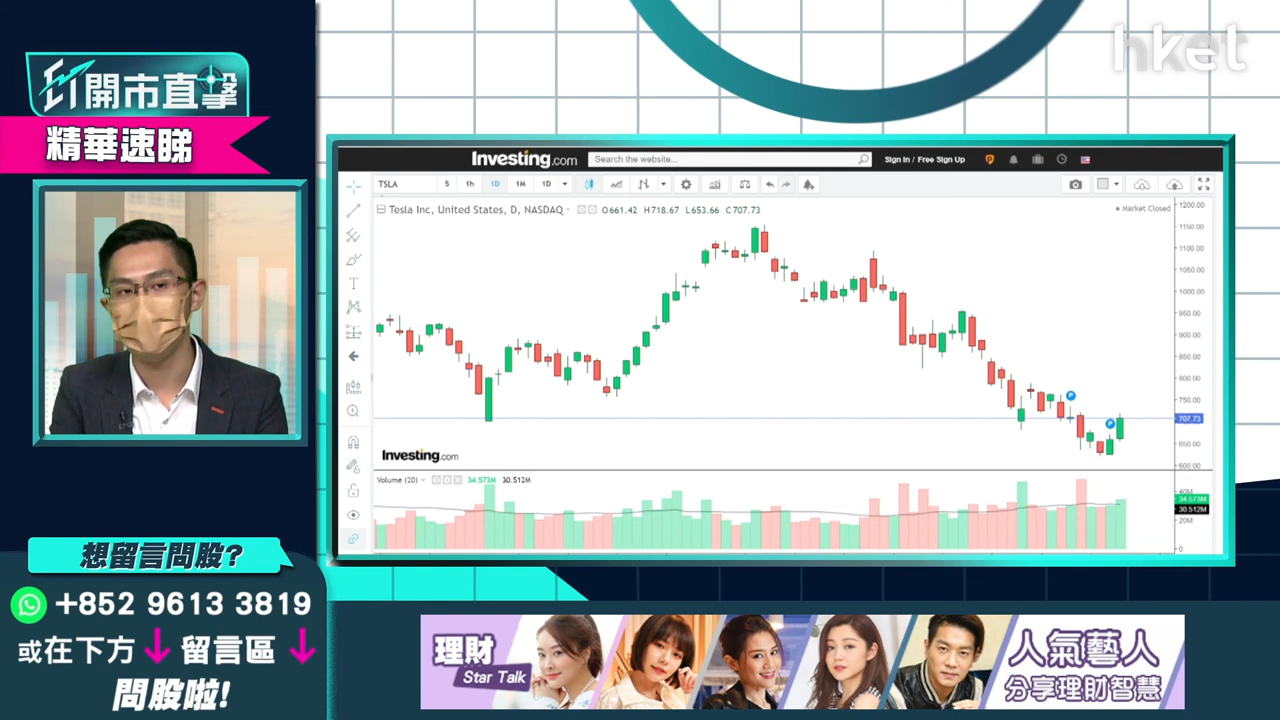 hket
ET開市直擊
精華速睇
Investing.com
Search the website...
Sign In / Free Sign Up
TSLA
5
1h
1D
1M
1D
Tesla Inc, United States, D, NASDAQ
O661.42 H718.67 L653.66 C707.73
Market Closed
1200.00
1150.00
1100.00
1050.00
1000.00
950.00
900.00
850.00
800.00
750.00
707.73
650.00
600.00
P
P
Investing.com
Volume (20)
34.573M
30.512M
40M
34.573M
30.512M
20M
0
想留言問股?
+852 9613 3819
或在下方
留言區
問股啦!
理財
Star Talk
人氣藝人
分享理財智慧